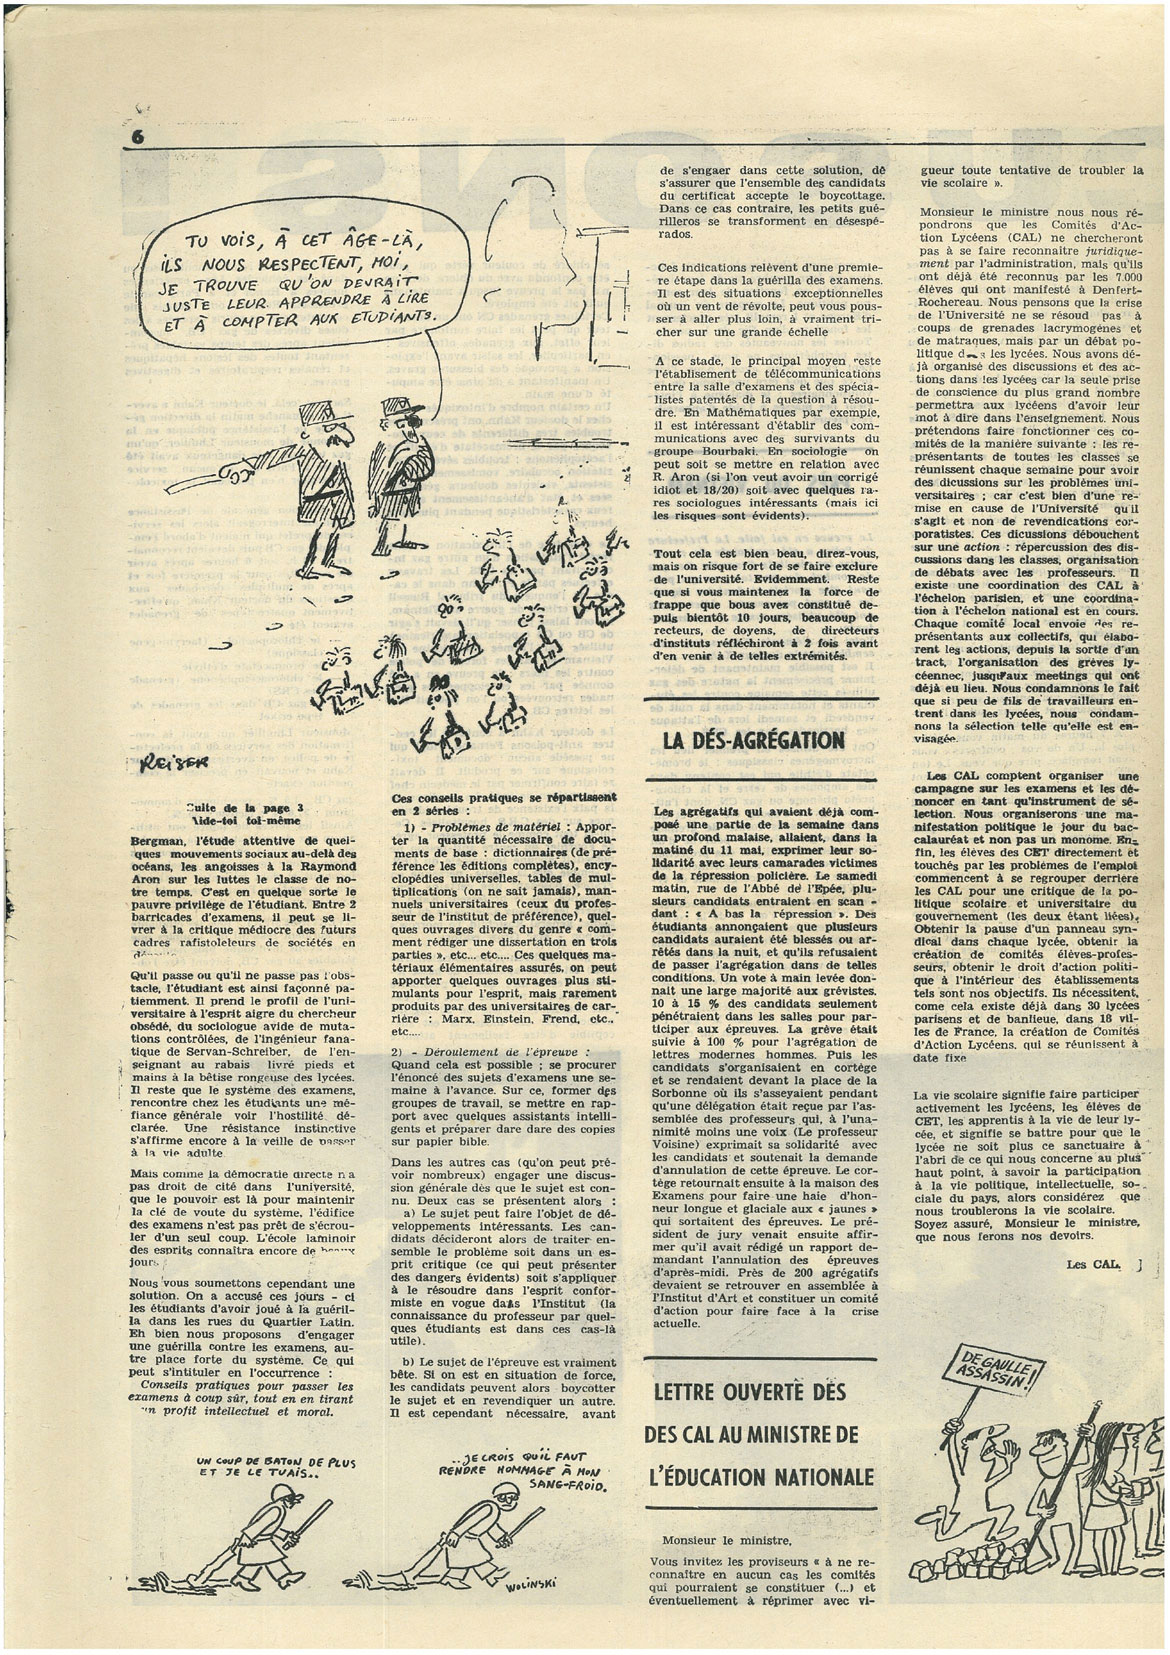 6
TU VOIS, À CET ÂGE-LÀ,
ILS NOUS RESPECTENT, MOI,
JE TROUVE QU'ON DEVRAIT
JUSTE LEUR APPRENDRE À LIRE
ET À COMPTER AUX ETUDIANTS.
REISER
Suite de la page 3
Aide-toi toi-même
Bergman, l'étude attentive de quel-
ques mouvements sociaux au-delà des
océans, les angoisses à la Raymond
Aron sur les luttes le classe de no-
tre temps. C'est en quelque sorte le
pauvre privilège de l'étudiant. Entre 2
barricades d'examens, il peut se li-
vrer à la critique médiocre des futurs
cadres rafistoleleurs de sociétés en
Qu'il passe ou qu'il ne passe pas l'obs-
tacle, l'étudiant est ainsi façonné pa-
tiemment. Il prend le profil de l'uni-
versitaire à l'esprit aigre du chercheur
obsédé, du sociologue avide de muta-
tions contrôlées, de l'ingénieur fana-
tique de Servan-Schreiber, de l'en-
seignant au rabais livré pieds et
mains à la bêtise rongeuse des lycées.
Il reste que le système des examens,
rencontre chez les étudiants une mé-
fiance générale voir l'hostilité dé-
clarée. Une résistance instinctive
s'affirme encore à la veille de passer
à la vie adulte.
Mais comme la démocratie directe n'a
pas droit de cité dans l'université,
que le pouvoir est là pour maintenir
la clé de voute du système, l'édifice
des examens n'est pas prêt de s'écrou-
ler d'un seul coup. L'école laminoir
des esprits connaîtra encore de beaux
jours.
Nous vous soumettons cependant une
solution. On a accusé ces jours - ci
les étudiants d'avoir joué à la guéril-
la dans les rues du Quartier Latin.
Eh bien nous proposons d'engager
une guérilla contre les examens, au-
tre place forte du système. Ce qui
peut s'intituler en l'occurrence :
Conseils pratiques pour passer les
examens à coup sûr, tout en en tirant
un profit intellectuel et moral.
Ces conseils pratiques se répartissent
en 2 séries :
1) - Problèmes de matériel : Appor-
ter la quantité nécessaire de docu-
ments de base : dictionnaires (de pré-
férence les éditions complètes), ency-
clopédies universelles, tables de mul-
tiplications (on ne sait jamais), man-
nuels universitaires (ceux du profes-
seur de l'institut de préférence), quel-
ques ouvrages divers du genre « com-
ment rédiger une dissertation en trois
parties », etc... etc.... Ces quelques ma-
tériaux élémentaires assurés, on peut
apporter quelques ouvrages plus sti-
mulants pour l'esprit, mais rarement
produits par des universitaires de car-
rière : Marx, Einstein, Frend, etc.,
etc....
2) - Déroulement de l'épreuve :
Quand cela est possible ; se procurer
l'énoncé des sujets d'examens une se-
maine à l'avance. Sur ce, former des
groupes de travail, se mettre en rap-
port avec quelques assistants intelli-
gents et préparer dare dare des copies
sur papier bible.
Dans les autres cas (qu'on peut pré-
voir nombreux) engager une discus-
sion générale dès que le sujet est con-
nu. Deux cas se présentent alors :
a) Le sujet peut faire l'objet de dé-
veloppements intéressants. Les can-
didats décideront alors de traiter en-
semble le problème soit dans un es-
prit critique (ce qui peut présenter
des dangers évidents) soit s'appliquer
à le résoudre dans l'esprit confor-
miste en vogue dans l'Institut (la
connaissance du professeur par quel-
ques étudiants est dans ces cas-là
utile).
b) Le sujet de l'épreuve est vraiment
bête. Si on est en situation de force,
les candidats peuvent alors boycotter
le sujet et en revendiquer un autre.
Il est cependant nécessaire, avant
de s'engaer dans cette solution, de
s'assurer que l'ensemble des candidats
du certificat accepte le boycottage.
Dans ce cas contraire, les petits gué-
rilleros se transforment en désespé-
rados.
Ces indications relèvent d'une premiè-
re étape dans la guérilla des examens.
Il est des situations exceptionnelles
où un vent de révolte, peut vous pous-
ser à aller plus loin, à vraiment tri-
cher sur une grande échelle
A ce stade, le principal moyen reste
l'établisement de télécommunications
entre la salle d'examens et des spécia-
listes patentés de la question à résou-
dre. En Mathématiques par exemple,
il est intéressant d'établir des com-
munications avec des survivants du
groupe Bourbaki. En sociologie on
peut soit se mettre en relation avec
R. Aron (si l'on veut avoir un corrigé
idiot et 18/20) soit avec quelques ra-
res sociologues intéressants (mais ici
les risques sont évidents).
Tout cela est bien beau, direz-vous,
mais on risque fort de se faire exclure
de l'université. Evidemment. Reste
que si vous maintenez la force de
frappe que bous avez constitué de-
puis bientôt 10 jours, beaucoup de
recteurs, de doyens, de directeurs
d'instituts réfléchiront à 2 fois avant
d'en venir à de telles extrémités.
LA DÉS-AGRÉGATION
Les agrégatifs qui avaient déjà com-
posé une partie de la semaine dans
un profond malaise, allaient, dans la
matiné du 11 mai, exprimer leur so-
lidarité avec leurs camarades victimes
de la répression policière. Le samedi
matin, rue de l'Abbé de l'Epée, plu-
sieurs candidats entraient en scan -
dant : « A bas la répression ». Des
étudiants annonçaient que plusieurs
candidats auraient été blessés ou ar-
rêtés dans la nuit, et qu'ils refusaient
de passer l'agrégation dans de telles
conditions. Un vote à main levée don-
nait une large majorité aux grévistes.
10 à 15 % des candidats seulement
pénétraient dans les salles pour par-
ticiper aux épreuves. La grève était
suivie à 100 % pour l'agrégation de
lettres modernes hommes. Puis les
candidats s'organisaient en cortège
et se rendaient devant la place de la
Sorbonne où ils s'asseyaient pendant
qu'une délégation était reçue par l'as-
semblée des professeurs qui, à l'una-
nimité moins une voix (Le professeur
Voisine) exprimait sa solidarité avec
les candidats et soutenait la demande
d'annulation de cette épreuve. Le cor-
tège retournait ensuite à la maison des
Examens pour faire une haie d'hon-
neur longue et glaciale aux « jaunes »
qui sortaitent des épreuves. Le pré-
sident de jury venait ensuite affir-
mer qu'il avait rédigé un rapport de-
mandant l'annulation des épreuves
d'après-midi. Près de 200 agrégatifs
devaient se retrouver en assemblée à
l'Institut d'Art et constituer un comité
d'action pour faire face à la crise
actuelle.
LETTRE OUVERTE DES
DES CAL AU MINISTRE DE
L'ÉDUCATION NATIONALE
Monsieur le ministre,
Vous invitez les proviseurs « à ne re-
connaître en aucun cas les comités
qui pourraient se constituer (...) et
éventuellement à réprimer avec vi-
gueur toute tentative de troubler la
vie scolaire ».
Monsieur le ministre nous nous ré-
pondrons que les Comités d'Ac-
tion Lycéens (CAL) ne chercheront
pas à se faire reconnaître juridique-
ment par l'administration, mais qu'ils
ont déjà été reconnus par les 7.000
élèves qui ont manifesté à Denfert-
Rochereau. Nous pensons que la crise
de l'Université ne se résoud pas à
coups de grenades lacrymogènes et
de matraques, mais par un débat po-
litique dans les lycées. Nous avons dé-
jà organisé des discussions et des ac-
tions dans les lycées car la seule prise
de conscience du plus grand nombre
permettra aux lycéens d'avoir leur
mot à dire dans l'enselgnement. Nous
prétendons faire fonctionner ces co-
mités de la manière suivante : les re-
présentants de toutes les classes se
réunissent chaque semaine pour avoir
des dicussions sur les problèmes uni-
versitaires ; car c'est bien d'une re-
mise en cause de l'Université qu'il
s'agit et non de revendications cor-
poratistes. Ces dicussions débouchent
sur une action : répercussion des dis-
cussions dans les classes, organisation
de débats avec les professeurs. Il
existe une coordination des CAL à
l'échelon parisien, et une coordina-
tion à l'échelon national est en cours.
Chaque comité local envoie des re-
présentants aux collectifs, qui élabo-
rent les actions, depuis la sortie d'un
tract, l'organisation des grèves ly-
céennec, jusqu'aux meetings qui ont
déjà eu lieu. Nous condamnons le fait
que si peu de fils de travailleurs en-
trent dans les lycées, nous condam-
nons la sélection telle qu'elle est en-
visagée.
Les CAL comptent organiser une
campagne sur les examens et les dé-
noncer en tant qu'instrument de sé-
lection. Nous organiserons une ma-
nifestation politique le jour du bac-
calauréat et non pas un monome. En-
fin, les élèves des CET directement et
touchés par les problèmes de l'emploi
commencent à se regrouper derrière
les CAL pour une critique de la po-
litique scolaire et universitaire du
gouvernement (les deux étant liées).
Obtenir la pause d'un panneau syn-
dical dans chaque lycée, obtenir la
création de comités élèves-profes-
seurs, obtenir le droit d'action politi-
que à l'intérieur des établissements
tels sont nos objectifs. Ils nécessitent,
come cela existe déjà dans 30 lycées
parisens et de banlieue, dans 18 vil-
les de France, la création de Comités
d'Action Lycéens, qui se réunissent à
date fixe
La vie scolaire signifie faire participer
activement les lycéens, les élèves de
CET, les apprentis à la vie de leur ly-
cée, et signifie se battre pour que le
lycée ne soit plus ce sanctuaire à
l'abri de ce qui nous concerne au plus
haut point, à savoir la participation
à la vie politique, intellectuelle, so-
ciale du pays, alors considérez que
nous troublerons la vie scolaire.
Soyez assuré, Monsieur le ministre,
que nous ferons nos devoirs.
Les CAL.
UN COUP DE BATON DE PLUS
ET JE LE TUAIS..
..JE CROIS QU'IL FAUT
RENDRE HOMMAGE À MON
SANG-FROID.
WOLINSKI
DE GAULLE
ASSASSIN!